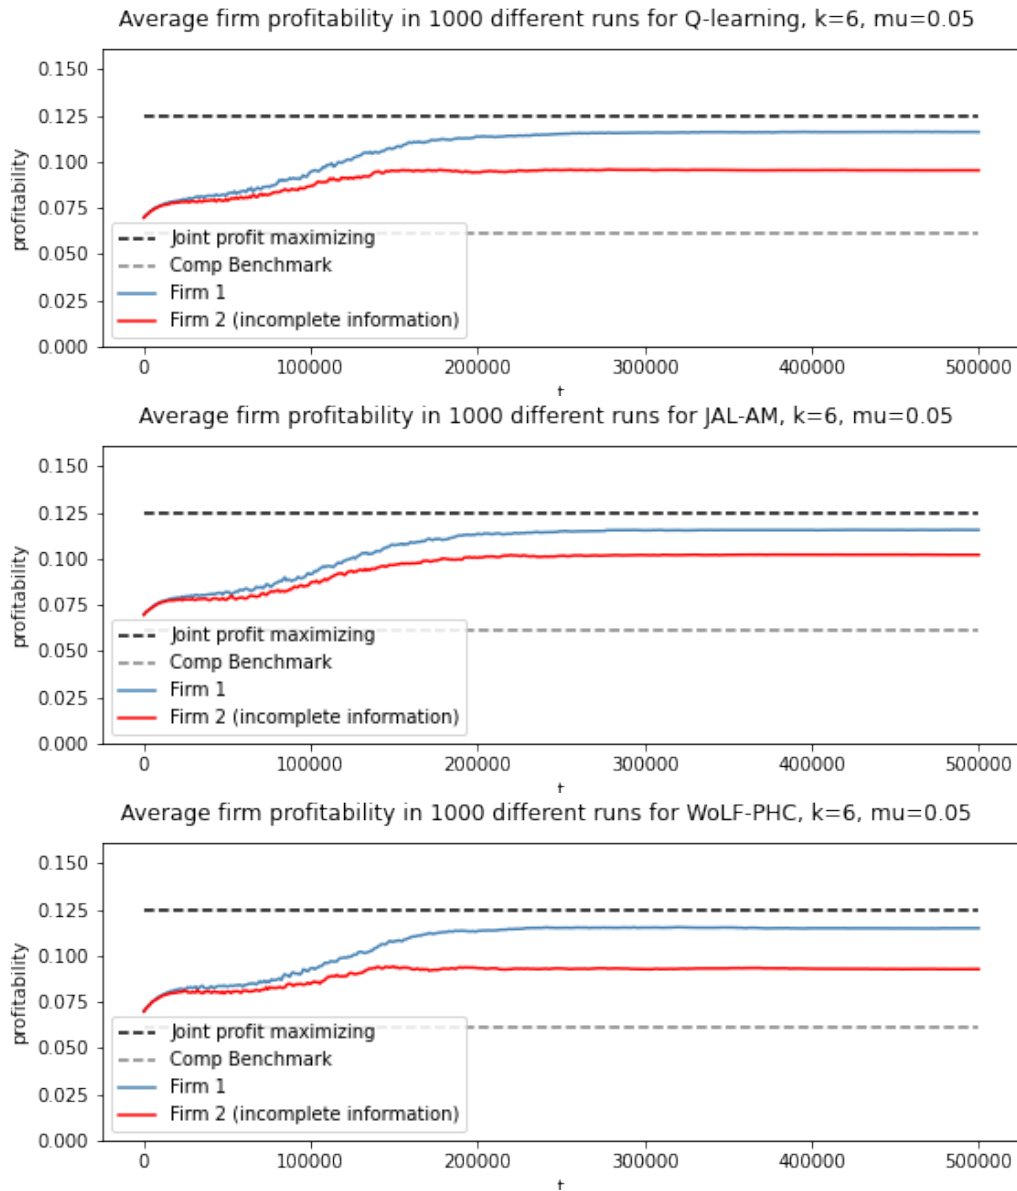 Average firm profitability in 1000 different runs for Q-learning, k=6, mu=0.05
0.150
0.125
0.100
0.075
0.050
0.025
0.000
profitability
Joint profit maximizing
Comp Benchmark
Firm 1
Firm 2 (incomplete information)
0 100000 200000 300000 400000 500000
t
Average firm profitability in 1000 different runs for JAL-AM, k=6, mu=0.05
0.150
0.125
0.100
0.075
0.050
0.025
0.000
profitability
Joint profit maximizing
Comp Benchmark
Firm 1
Firm 2 (incomplete information)
0 100000 200000 300000 400000 500000
t
Average firm profitability in 1000 different runs for WoLF-PHC, k=6, mu=0.05
0.150
0.125
0.100
0.075
0.050
0.025
0.000
profitability
Joint profit maximizing
Comp Benchmark
Firm 1
Firm 2 (incomplete information)
0 100000 200000 300000 400000 500000
t